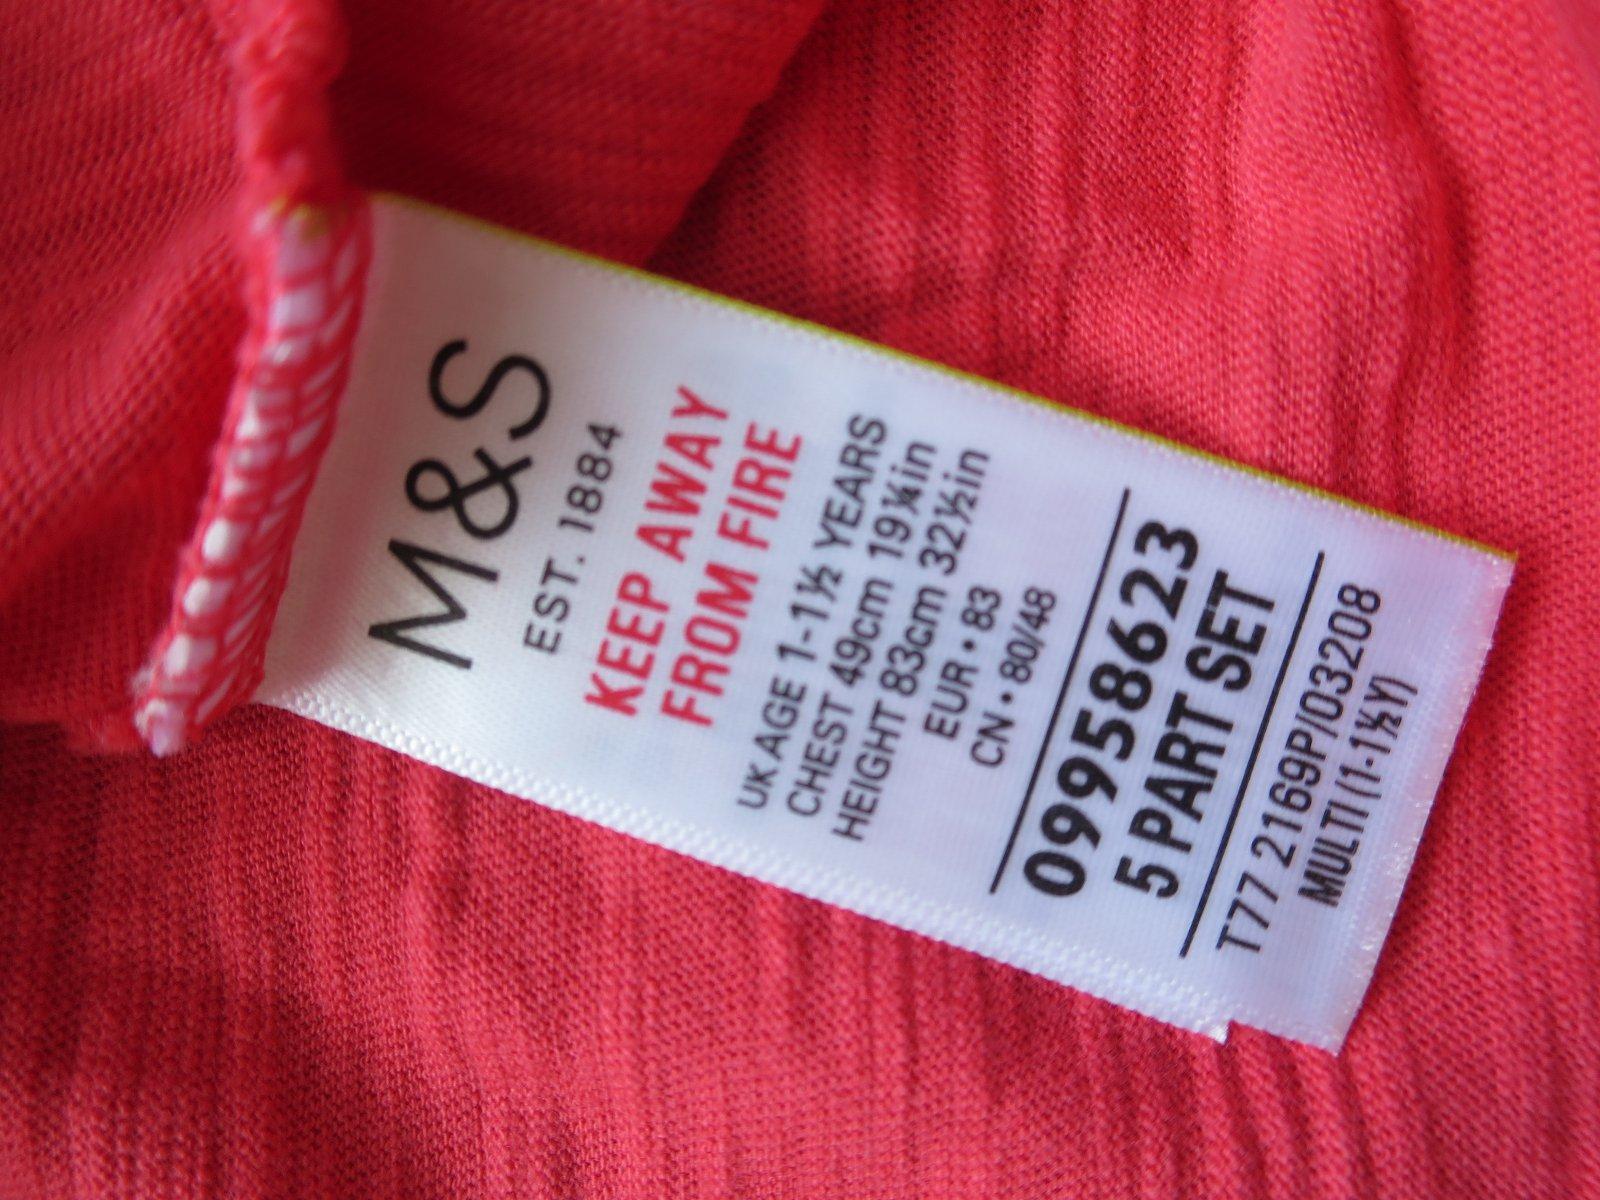 M&S
EST. 1884
KEEP AWAY
FROM FIRE
UK AGE 1-1½ YEARS
CHEST 49cm 19¼in
HEIGHT 83cm 32½in
EUR • 83
CN • 80/48
09958623
5 PART SET
T77 2169P/03208
MULTI (1-1½Y)